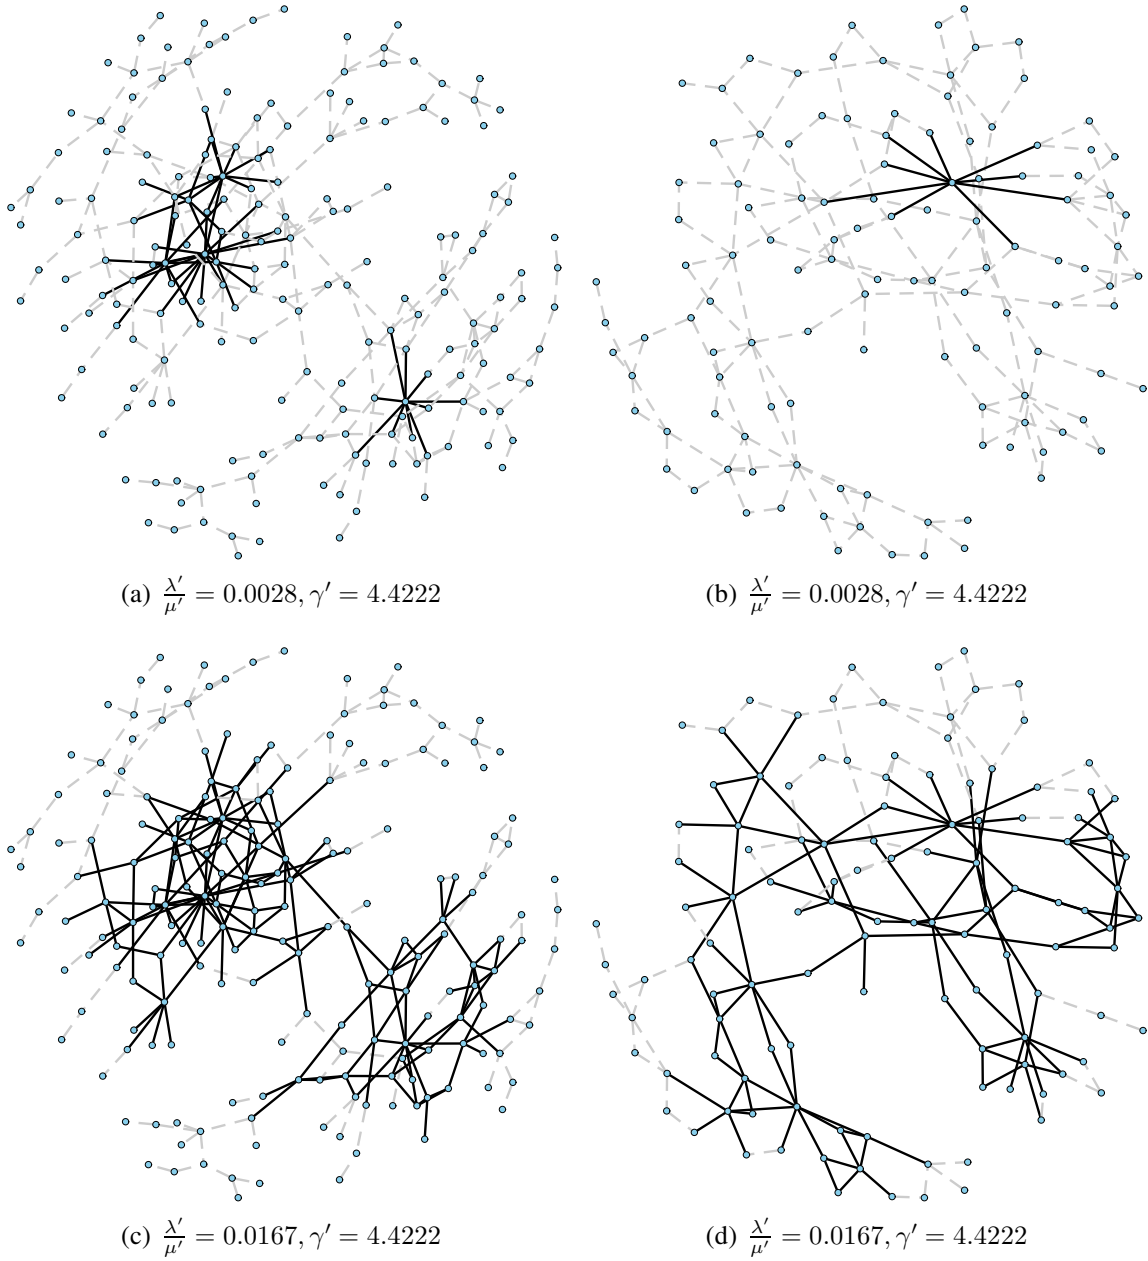 (a) λ′/μ′ = 0.0028, γ′ = 4.4222
(b) λ′/μ′ = 0.0028, γ′ = 4.4222
(c) λ′/μ′ = 0.0167, γ′ = 4.4222
(d) λ′/μ′ = 0.0167, γ′ = 4.4222